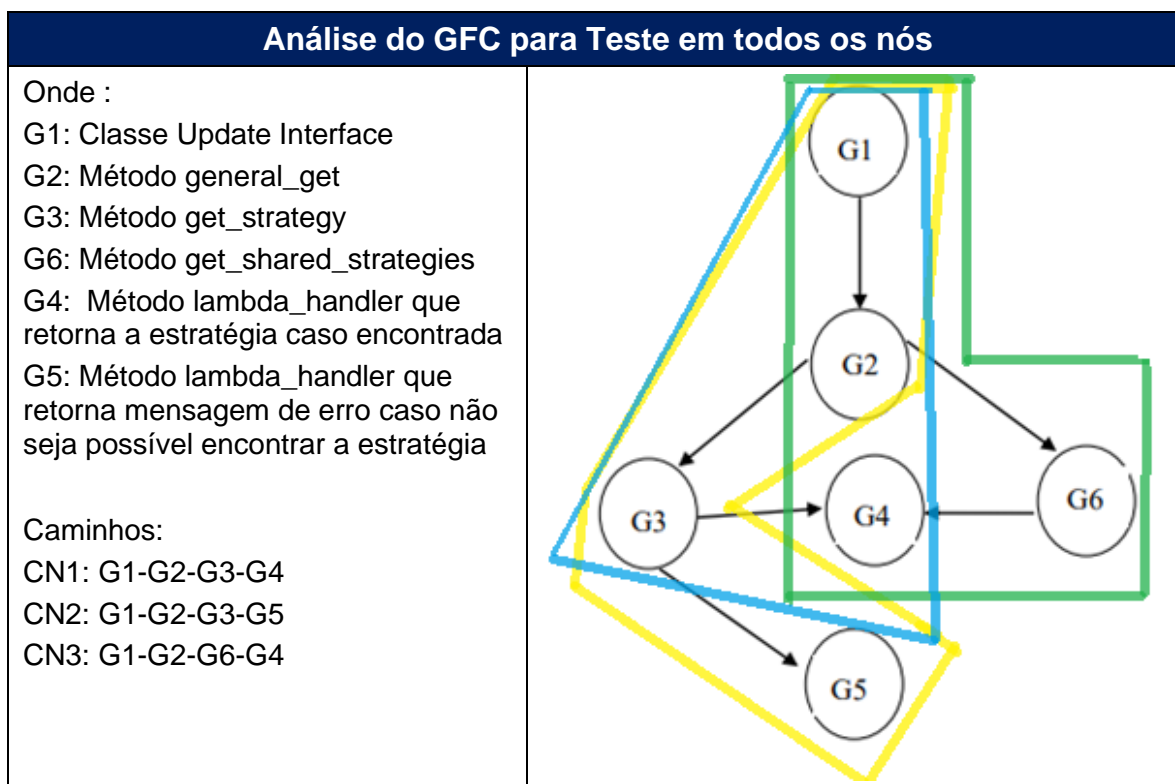 Análise do GFC para Teste em todos os nós
Onde :
G1: Classe Update Interface
G2: Método general_get
G3: Método get_strategy
G6: Método get_shared_strategies
G4: Método lambda_handler que
retorna a estratégia caso encontrada
G5: Método lambda_handler que
retorna mensagem de erro caso não
seja possível encontrar a estratégia
Caminhos:
CN1: G1-G2-G3-G4
CN2: G1-G2-G3-G5
CN3: G1-G2-G6-G4
G1
G2
G3
G4
G6
G5